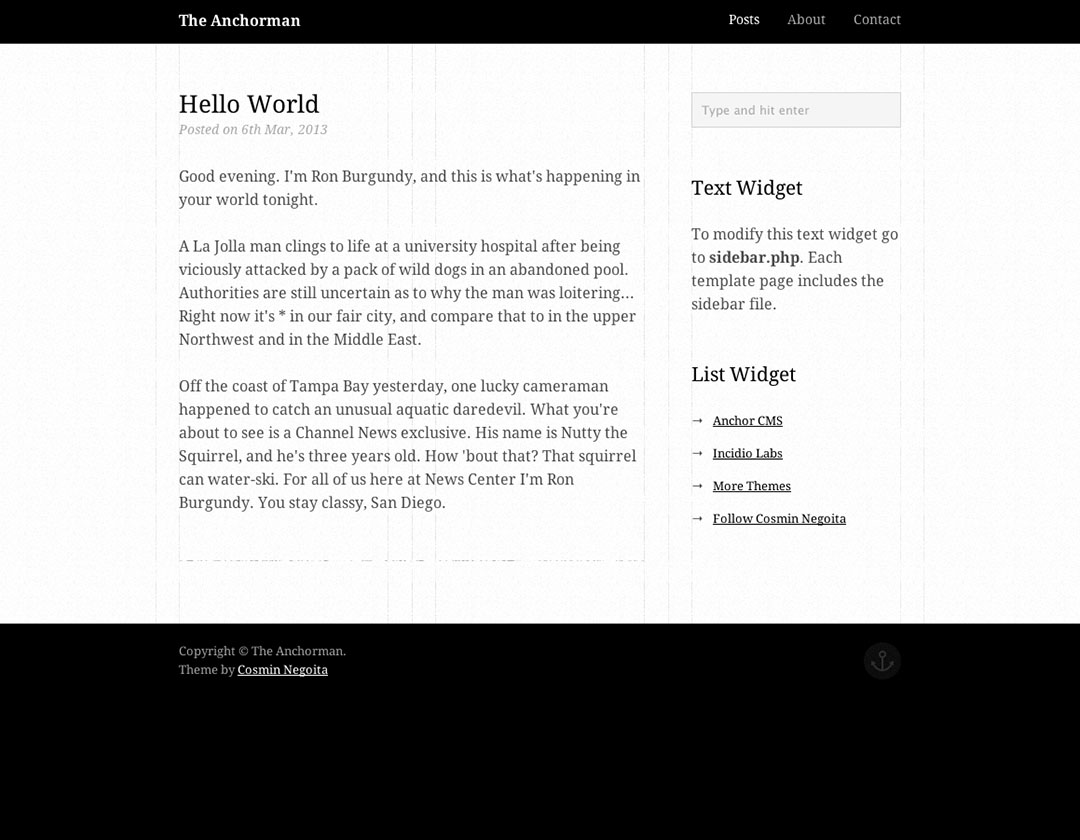 The Anchorman
Posts About Contact
Hello World
Posted on 6th Mar, 2013
Good evening. I'm Ron Burgundy, and this is what's happening in
your world tonight.
A La Jolla man clings to life at a university hospital after being
viciously attacked by a pack of wild dogs in an abandoned pool.
Authorities are still uncertain as to why the man was loitering...
Right now it's * in our fair city, and compare that to in the upper
Northwest and in the Middle East.
Off the coast of Tampa Bay yesterday, one lucky cameraman
happened to catch an unusual aquatic daredevil. What you're
about to see is a Channel News exclusive. His name is Nutty the
Squirrel, and he's three years old. How 'bout that? That squirrel
can water-ski. For all of us here at News Center I'm Ron
Burgundy. You stay classy, San Diego.
Type and hit enter
Text Widget
To modify this text widget go
to sidebar.php. Each
template page includes the
sidebar file.
List Widget
→ Anchor CMS
→ Incidio Labs
→ More Themes
→ Follow Cosmin Negoita
Copyright © The Anchorman.
Theme by Cosmin Negoita